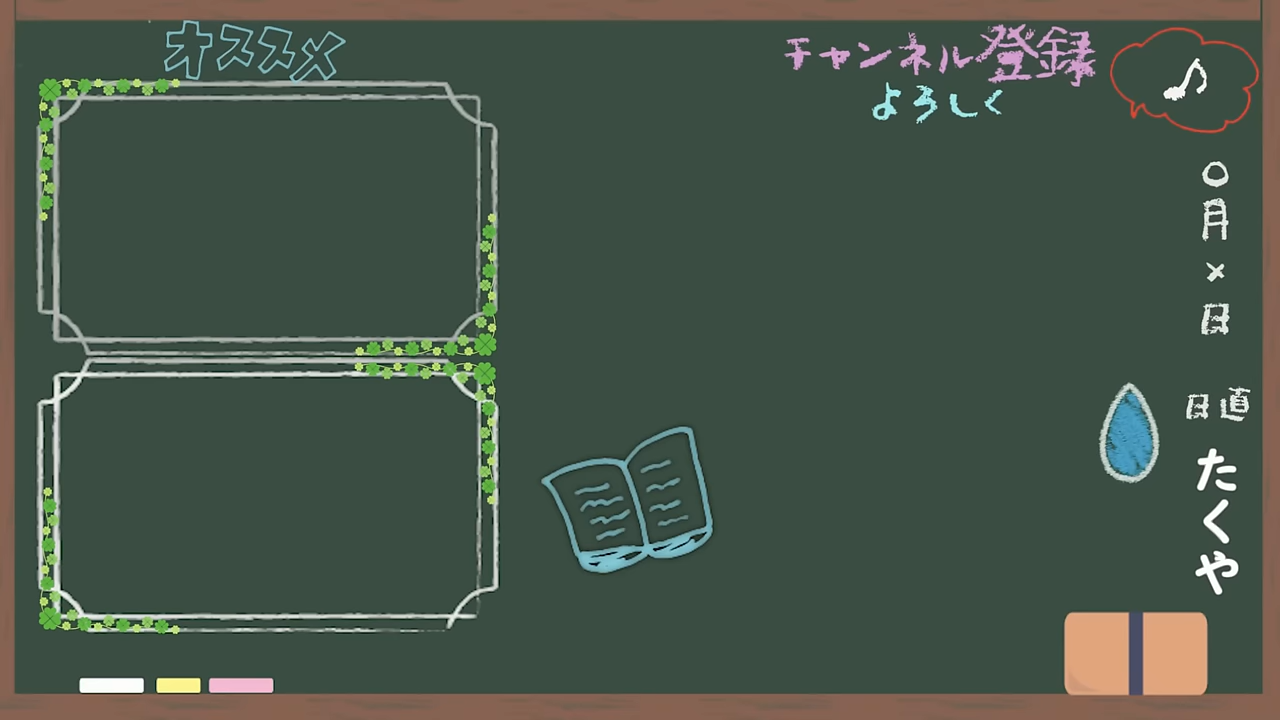 オススメ
チャンネル登録
よろしく
〇月×日
日直
たくや